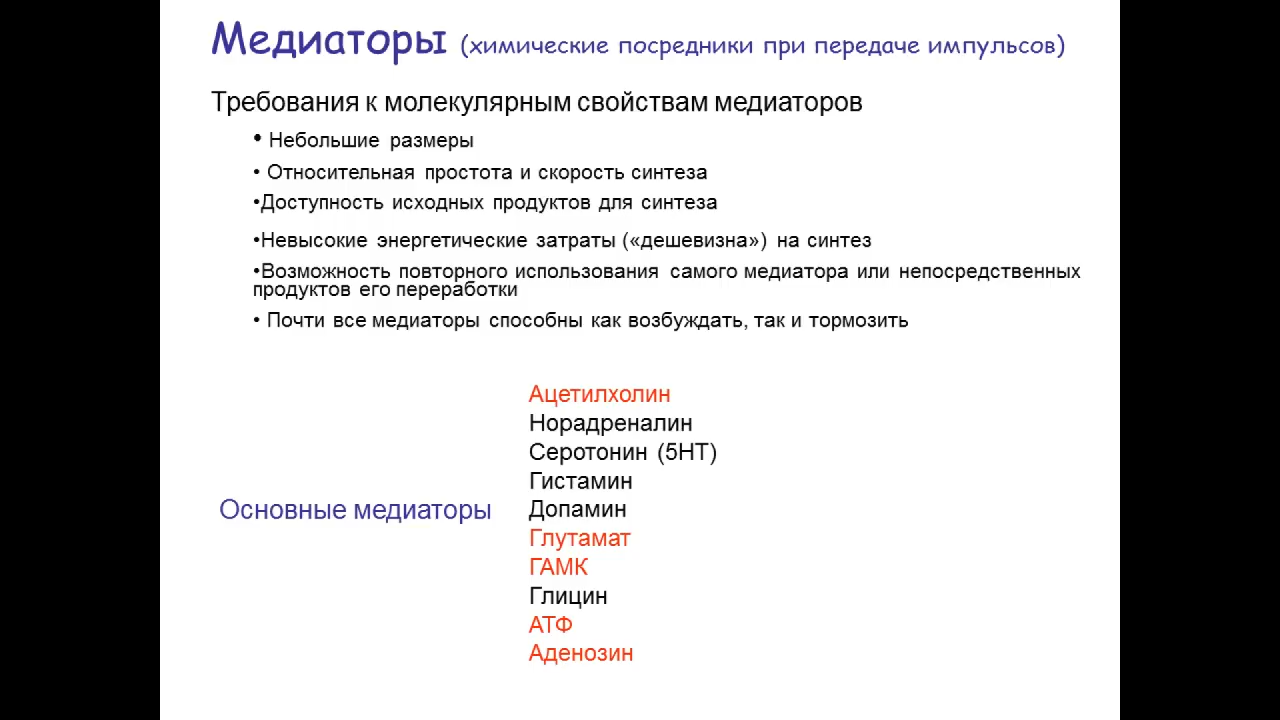 Медиаторы (химические посредники при передаче импульсов)
Требования к молекулярным свойствам медиаторов
• Небольшие размеры
• Относительная простота и скорость синтеза
•Доступность исходных продуктов для синтеза
•Невысокие энергетические затраты («дешевизна») на синтез
•Возможность повторного использования самого медиатора или непосредственных
продуктов его переработки
• Почти все медиаторы способны как возбуждать, так и тормозить
Ацетилхолин
Норадреналин
Серотонин (5НТ)
Гистамин
Основные медиаторы
Допамин
Глутамат
ГАМК
Глицин
АТФ
Аденозин